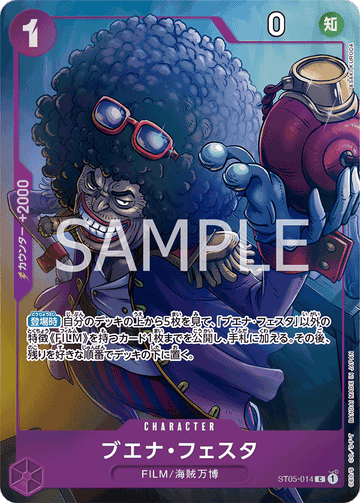 1
0
知
カウンター +2000
SAMPLE
登場時 自分のデッキの上から5枚を見て、「ブエナ・フェスタ」以外の
特徴《FILM》を持つカード1枚までを公開し、手札に加える。その後、
残りを好きな順番でデッキの下に置く。
CHARACTER
ブエナ・フェスタ
FILM/海賊万博
ST05-014 C 1
BANDAI MADE IN JAPAN